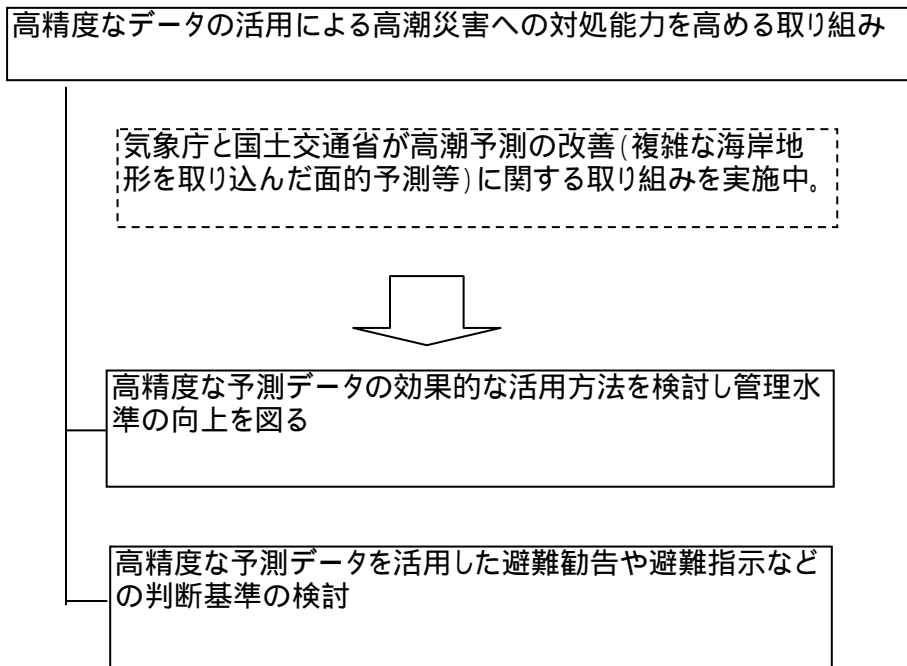 高精度なデータの活用による高潮災害への対処能力を高める取り組み
気象庁と国土交通省が高潮予測の改善(複雑な海岸地
形を取り込んだ面的予測等)に関する取り組みを実施中。
高精度な予測データの効果的な活用方法を検討し管理水
準の向上を図る
高精度な予測データを活用した避難勧告や避難指示など
の判断基準の検討